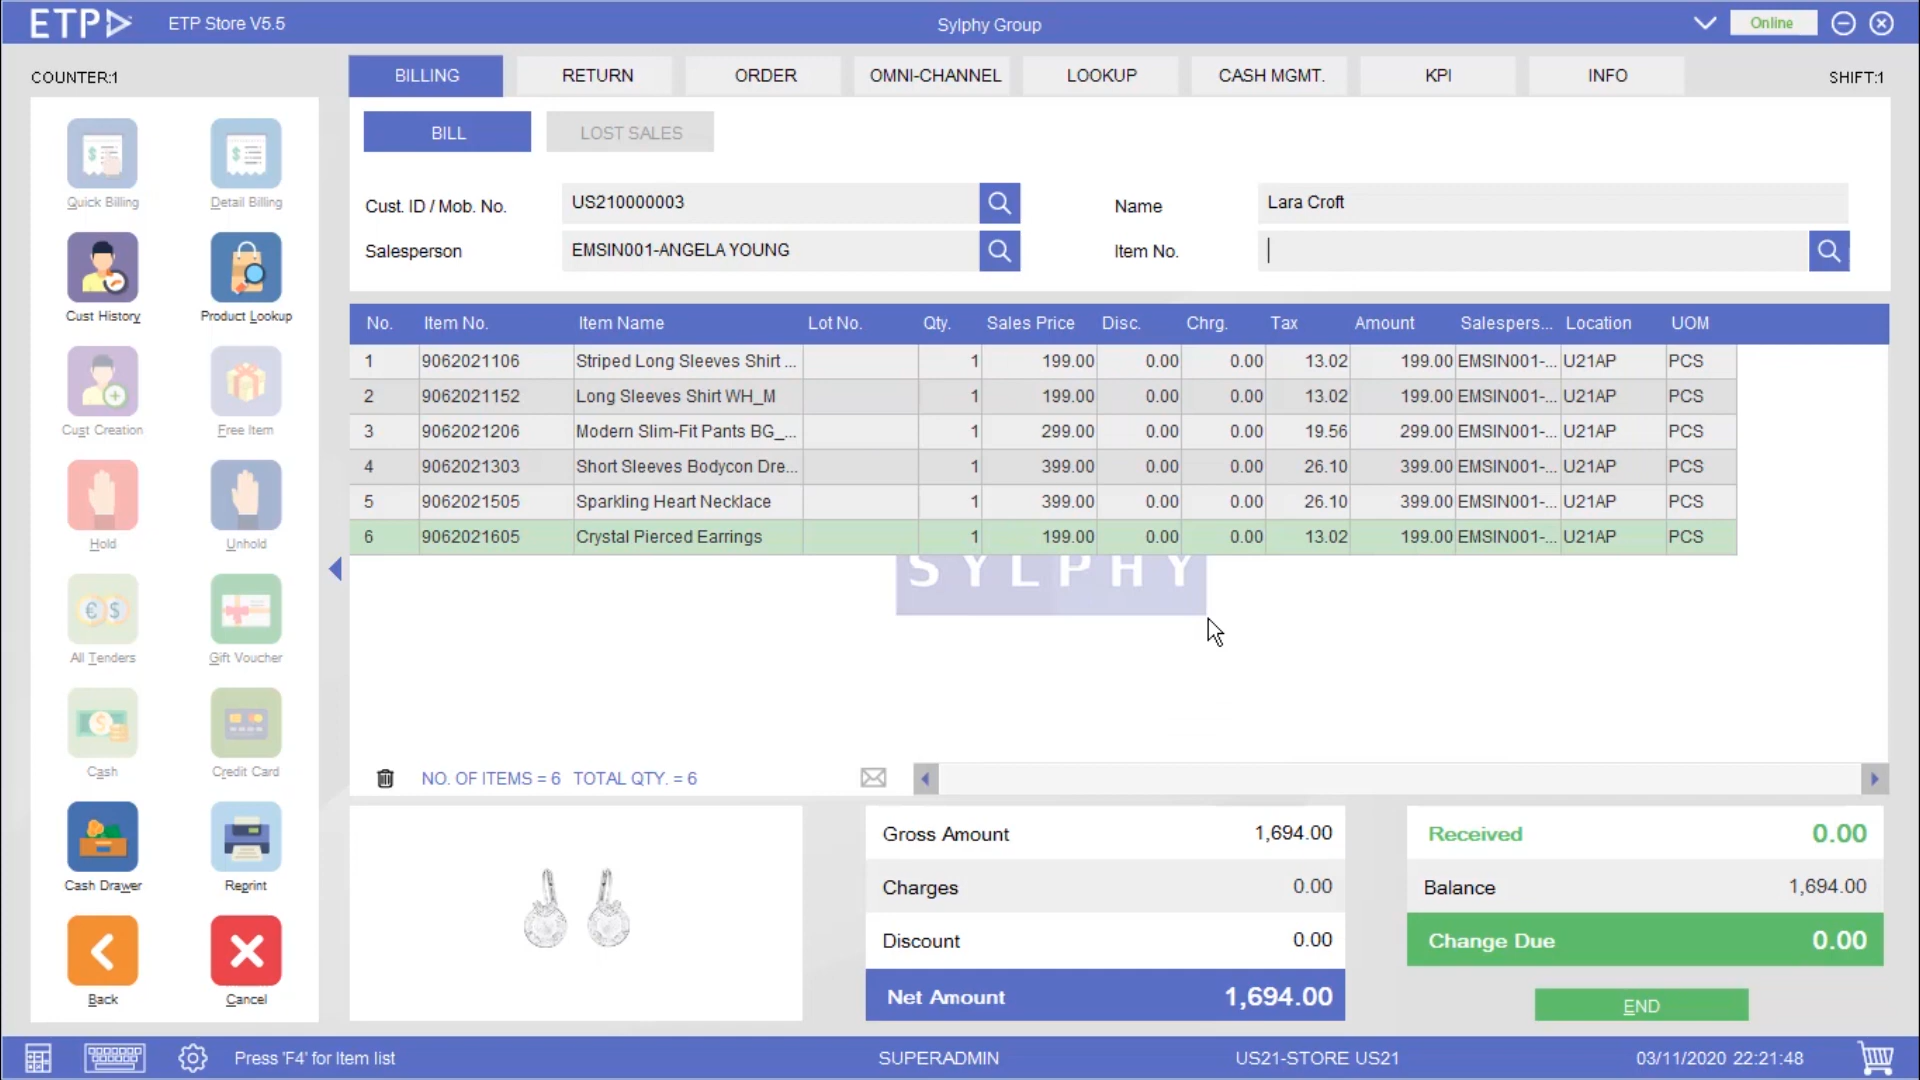 ETP ETP Store V5.5 Sylphy Group Online
COUNTER:1 BILLING RETURN ORDER OMNI-CHANNEL LOOKUP CASH MGMT. KPI INFO SHIFT:1
BILL LOST SALES
Cust. ID / Mob. No. US210000003 Name Lara Croft
Salesperson EMSIN001-ANGELA YOUNG Item No.
Quick Billing Detail Billing
Cust History Product Lookup
Cust Creation Free Item
Hold Unhold
All Tenders Gift Voucher
Cash Credit Card
Cash Drawer Reprint
Back Cancel
No. Item No. Item Name Lot No. Qty. Sales Price Disc. Chrg. Tax Amount Salespers... Location UOM
1 9062021106 Striped Long Sleeves Shirt ... 1 199.00 0.00 0.00 13.02 199.00 EMSIN001-... U21AP PCS
2 9062021152 Long Sleeves Shirt WH_M 1 199.00 0.00 0.00 13.02 199.00 EMSIN001-... U21AP PCS
3 9062021206 Modern Slim-Fit Pants BG_... 1 299.00 0.00 0.00 19.56 299.00 EMSIN001-... U21AP PCS
4 9062021303 Short Sleeves Bodycon Dre... 1 399.00 0.00 0.00 26.10 399.00 EMSIN001-... U21AP PCS
5 9062021505 Sparkling Heart Necklace 1 399.00 0.00 0.00 26.10 399.00 EMSIN001-... U21AP PCS
6 9062021605 Crystal Pierced Earrings 1 199.00 0.00 0.00 13.02 199.00 EMSIN001-... U21AP PCS
SYLPHY
NO. OF ITEMS = 6 TOTAL QTY. = 6
Gross Amount 1,694.00
Charges 0.00
Discount 0.00
Net Amount 1,694.00
Received 0.00
Balance 1,694.00
Change Due 0.00
END
Press 'F4' for Item list SUPERADMIN US21-STORE US21 03/11/2020 22:21:48